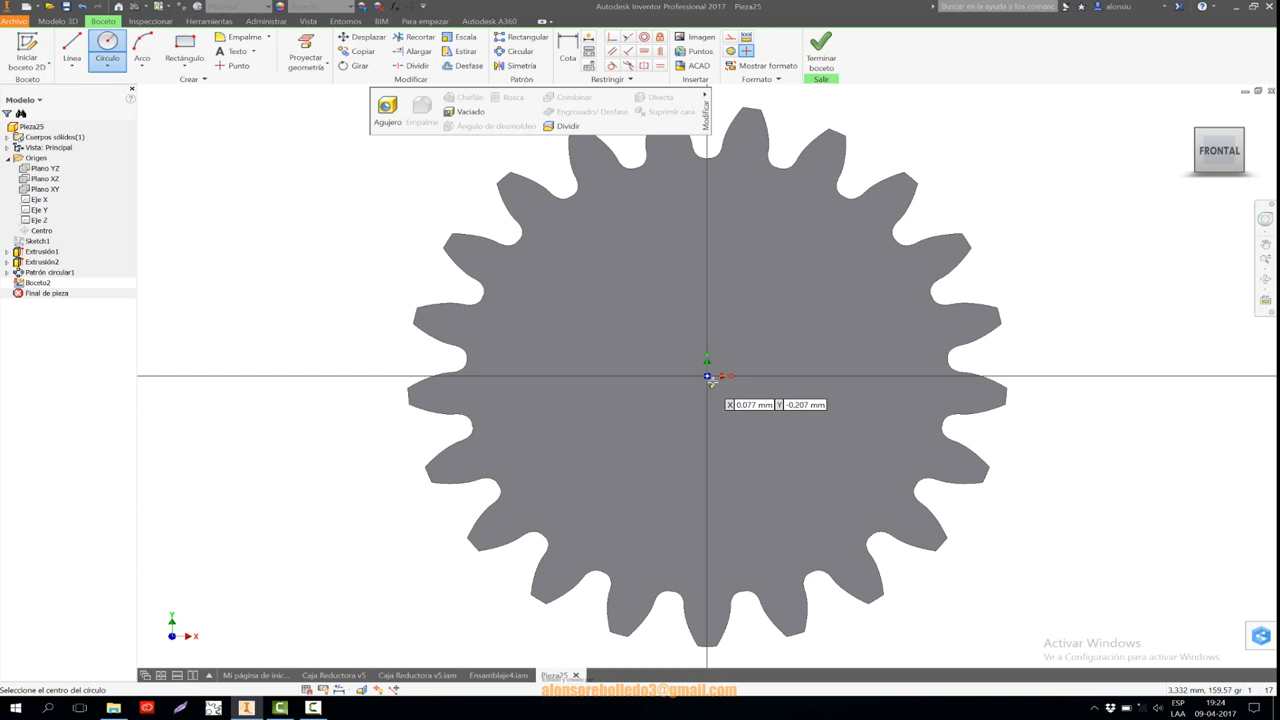 Autodesk Inventor Professional 2017 Pieza25
Buscar en la ayuda y los comanc
alonsiu
Archivo Modelo 3D Boceto Inspeccionar Herramientas Administrar Vista Entornos BIM Para empezar Autodesk A360
Iniciar
boceto 2D
Línea
Círculo
Arco
Rectángulo
Empalme
Texto
Punto
Proyectar
geometría
Desplazar
Copiar
Girar
Recortar
Alargar
Dividir
Escala
Estirar
Desfase
Rectangular
Circular
Simetría
Cota
Imagen
Puntos
ACAD
Mostrar formato
Terminar
boceto
Boceto Crear Modificar Patrón Restringir Insertar Formato Salir
Modelo
Agujero
Empalme
Chaflán
Rosca
Vaciado
Ángulo de desmoldeo
Combinar
Engrosado/ Desfase
Dividir
Directa
Suprimir cara
Modificar
Pieza25
Cuerpos sólidos(1)
Vista: Principal
Origen
Plano YZ
Plano XZ
Plano XY
Eje X
Eje Y
Eje Z
Centro
Sketch1
Extrusión1
Extrusión2
Patrón circular1
Boceto2
Final de pieza
FRONTAL
X 0.077 mm Y -0.207 mm
Y
X
Activar Windows
Ve a Configuración para activar Windows.
Mi página de inic... Caja Reductora v5 Caja Reductora v5.iam Ensamblaje4.iam Pieza25
Seleccione el centro del círculo
alonsorebolledo3@gmail.com
3,332 mm, 159,57 gr 1 17
ESP
LAA
19:24
09-04-2017